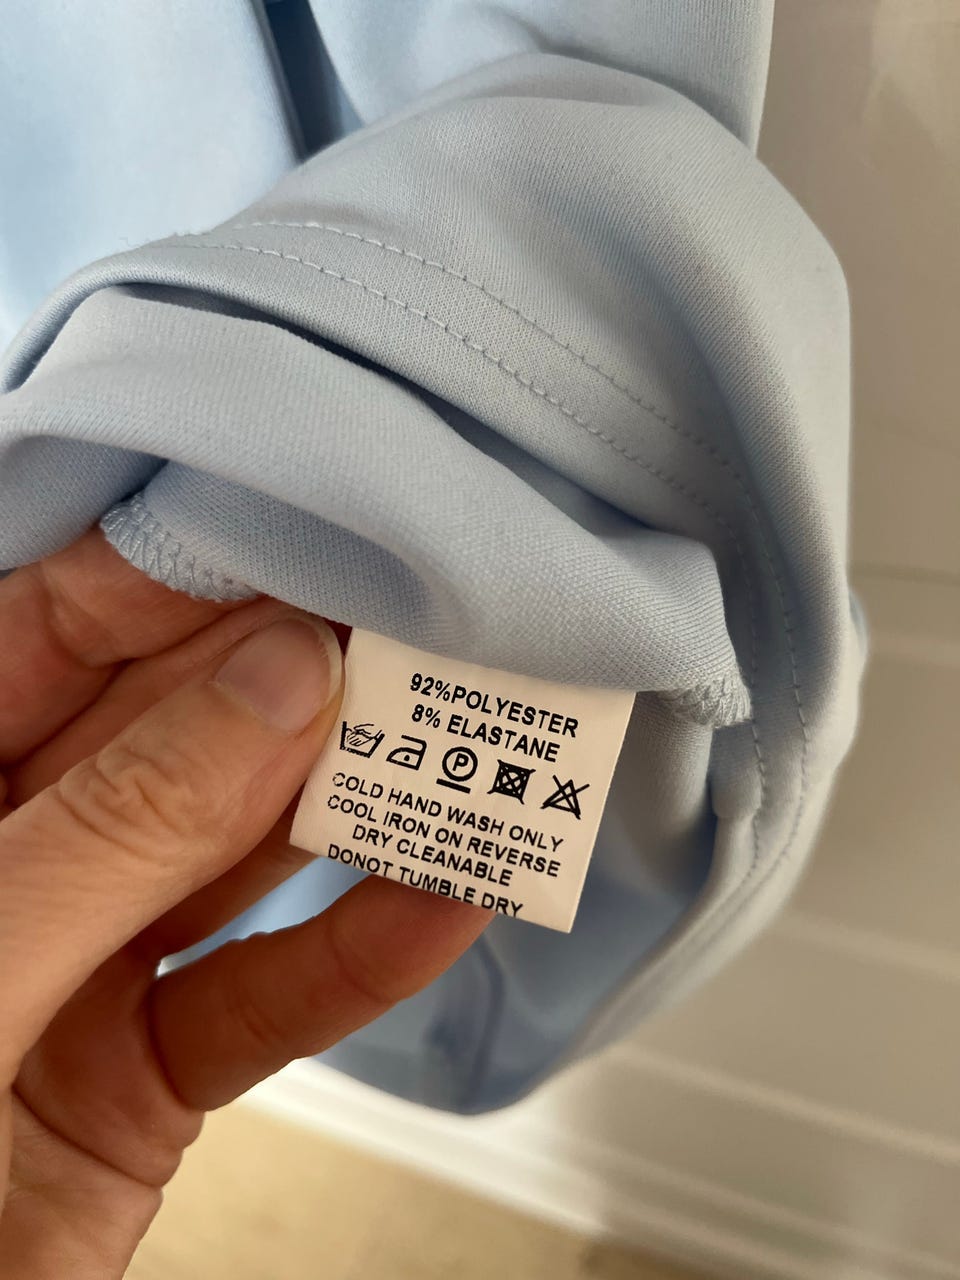 92%POLYESTER
8% ELASTANE
P
COLD HAND WASH ONLY
COOL IRON ON REVERSE
DRY CLEANABLE
DONOT TUMBLE DRY